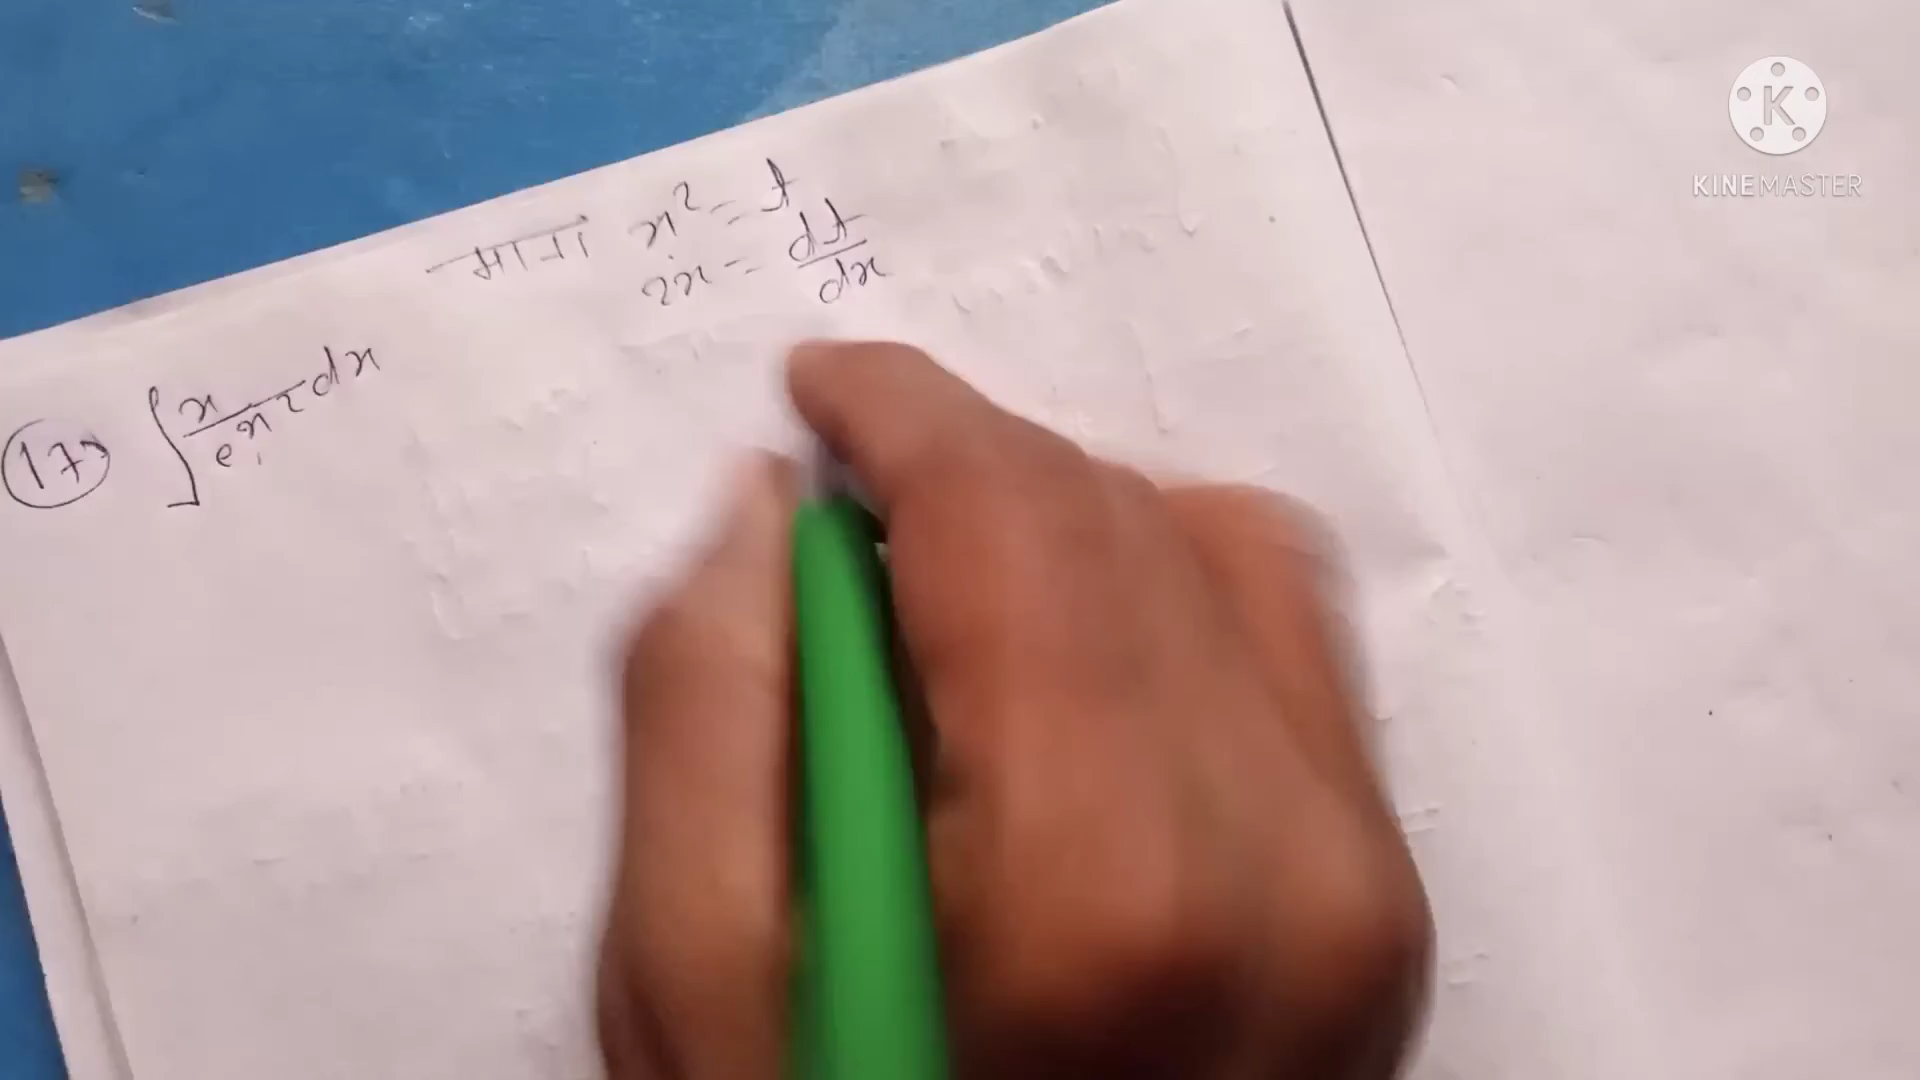 माना x² = t
2x = dt/dx
(17) ∫ x/e^x² dx
K
KINEMASTER